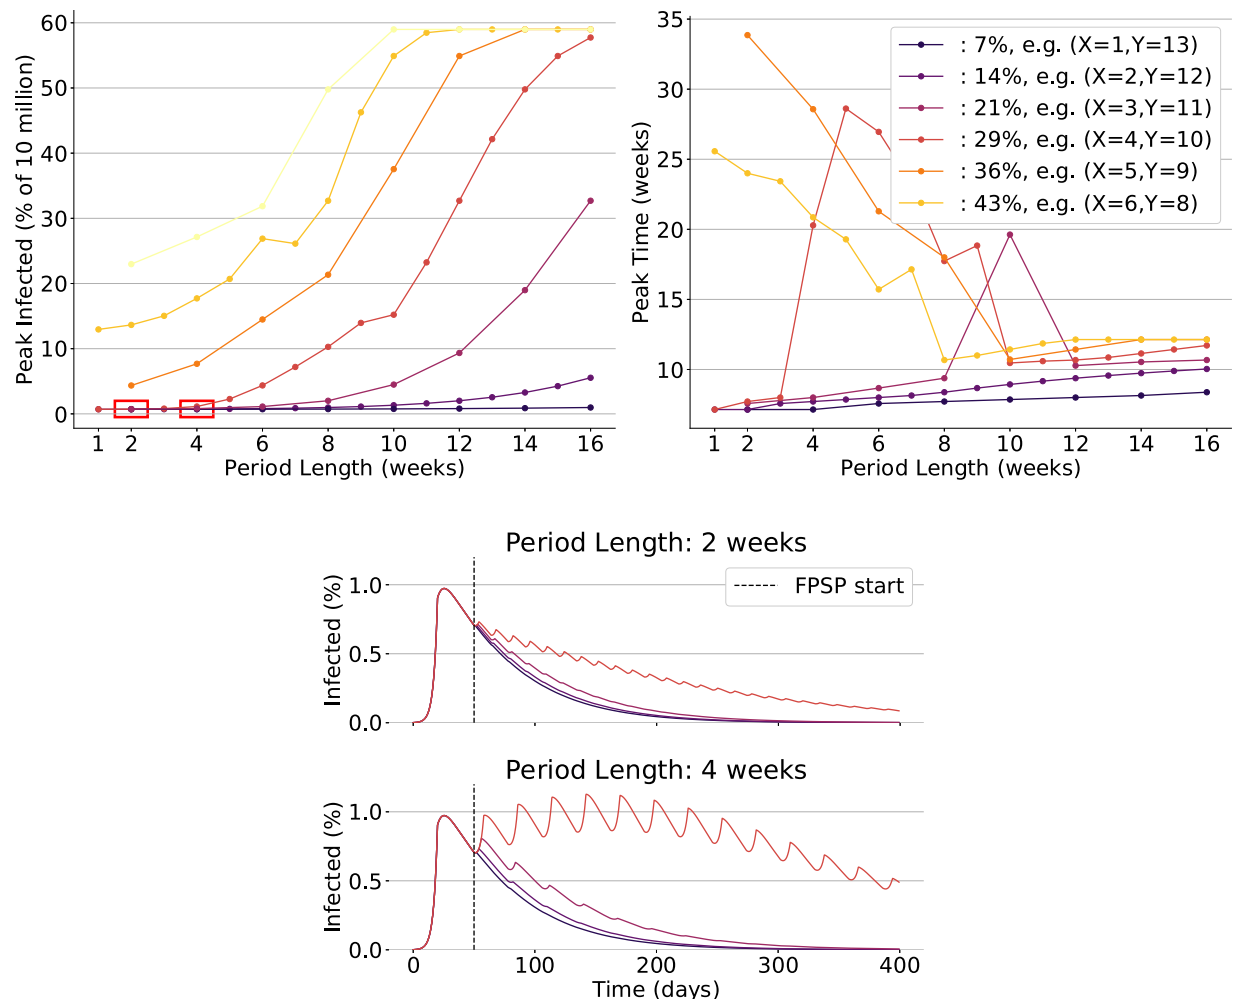 60
50
40
30
20
10
0
Peak Infected (% of 10 million)
1 2 4 6 8 10 12 14 16
Period Length (weeks)
35
30
25
20
15
10
Peak Time (weeks)
: 7%, e.g. (X=1,Y=13)
: 14%, e.g. (X=2,Y=12)
: 21%, e.g. (X=3,Y=11)
: 29%, e.g. (X=4,Y=10)
: 36%, e.g. (X=5,Y=9)
: 43%, e.g. (X=6,Y=8)
1 2 4 6 8 10 12 14 16
Period Length (weeks)
Period Length: 2 weeks
1.0
0.5
0.0
Infected (%)
FPSP start
Period Length: 4 weeks
1.0
0.5
0.0
Infected (%)
0 100 200 300 400
Time (days)